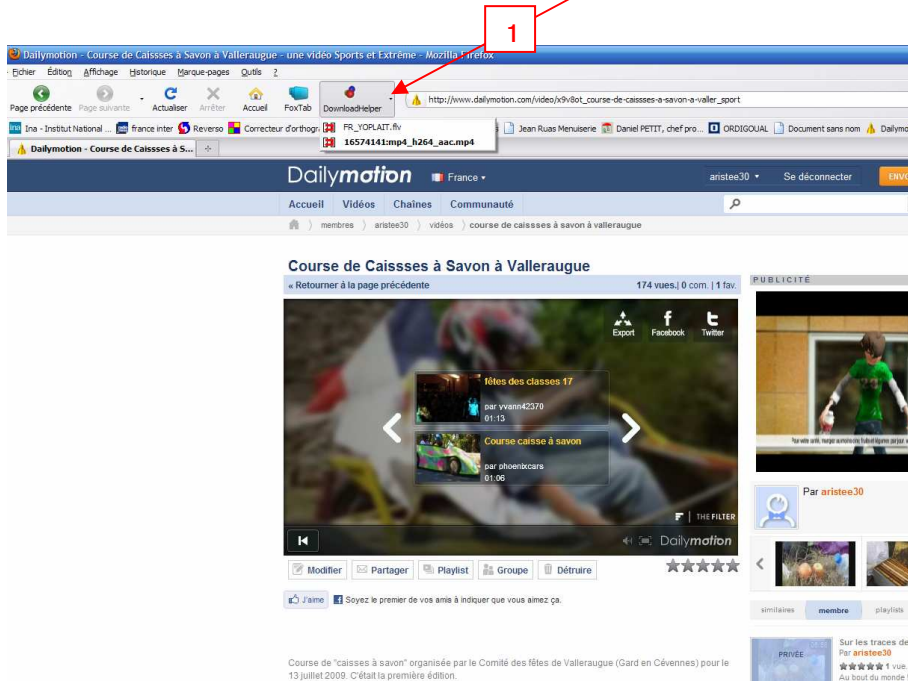 1
Dailymotion - Course de Caissses à Savon à Valleraugue - une vidéo Sports et Extrême - Mozilla Firefox
Fichier Édition Affichage Historique Marque-pages Outils ?
Page précédente Page suivante Actualiser Arrêter Accueil FoxTab DownloadHelper
http://www.dailymotion.com/video/x9v8ot_course-de-caissses-a-savon-a-valler_sport
Ina - Institut National ... france inter Reverso Correcteur d'orthogr Jean Ruas Menuiserie Daniel PETIT, chef pro... ORDIGOUAL Document sans nom Dailymo
FR_YOPLAIT.flv
16574141:mp4_h264_aac.mp4
Dailymotion - Course de Caissses à S...
Dailymotion France aristee30 Se déconnecter ENVO
Accueil Vidéos Chaînes Communauté
membres aristee30 vidéos course de caissses à savon à valleraugue
Course de Caissses à Savon à Valleraugue
« Retourner à la page précédente 174 vues.| 0 com. | 1 fav.
PUBLICITÉ
Export Facebook Twitter
fêtes des classes 17
par yvann42370
01:13
Course caisse à savon
par phoenixcars
01:06
THE FILTER
Dailymotion
Par aristee30
Modifier Partager Playlist Groupe Détruire
J'aime Soyez le premier de vos amis à indiquer que vous aimez ça.
similaires membre playlists
Course de "caisses à savon" organisée par le Comité des fêtes de Valleraugue (Gard en Cévennes) pour le
13 juillet 2009. C'était la première édition.
PRIVÉE
Sur les traces de
Par aristee30
1 vue.
Au bout du monde